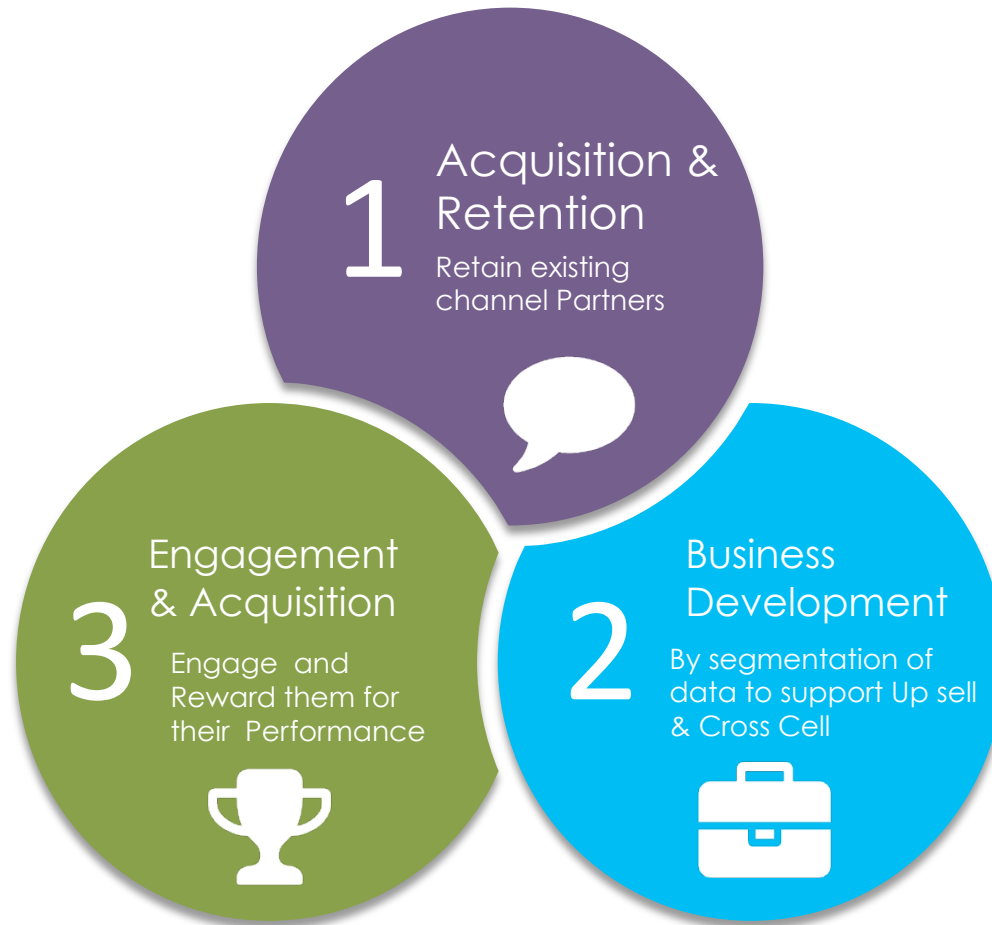 1
Acquisition &
Retention
Retain existing
channel Partners
2
Business
Development
By segmentation of
data to support Up sell
& Cross Cell
3
Engagement
& Acquisition
Engage and
Reward them for
their Performance